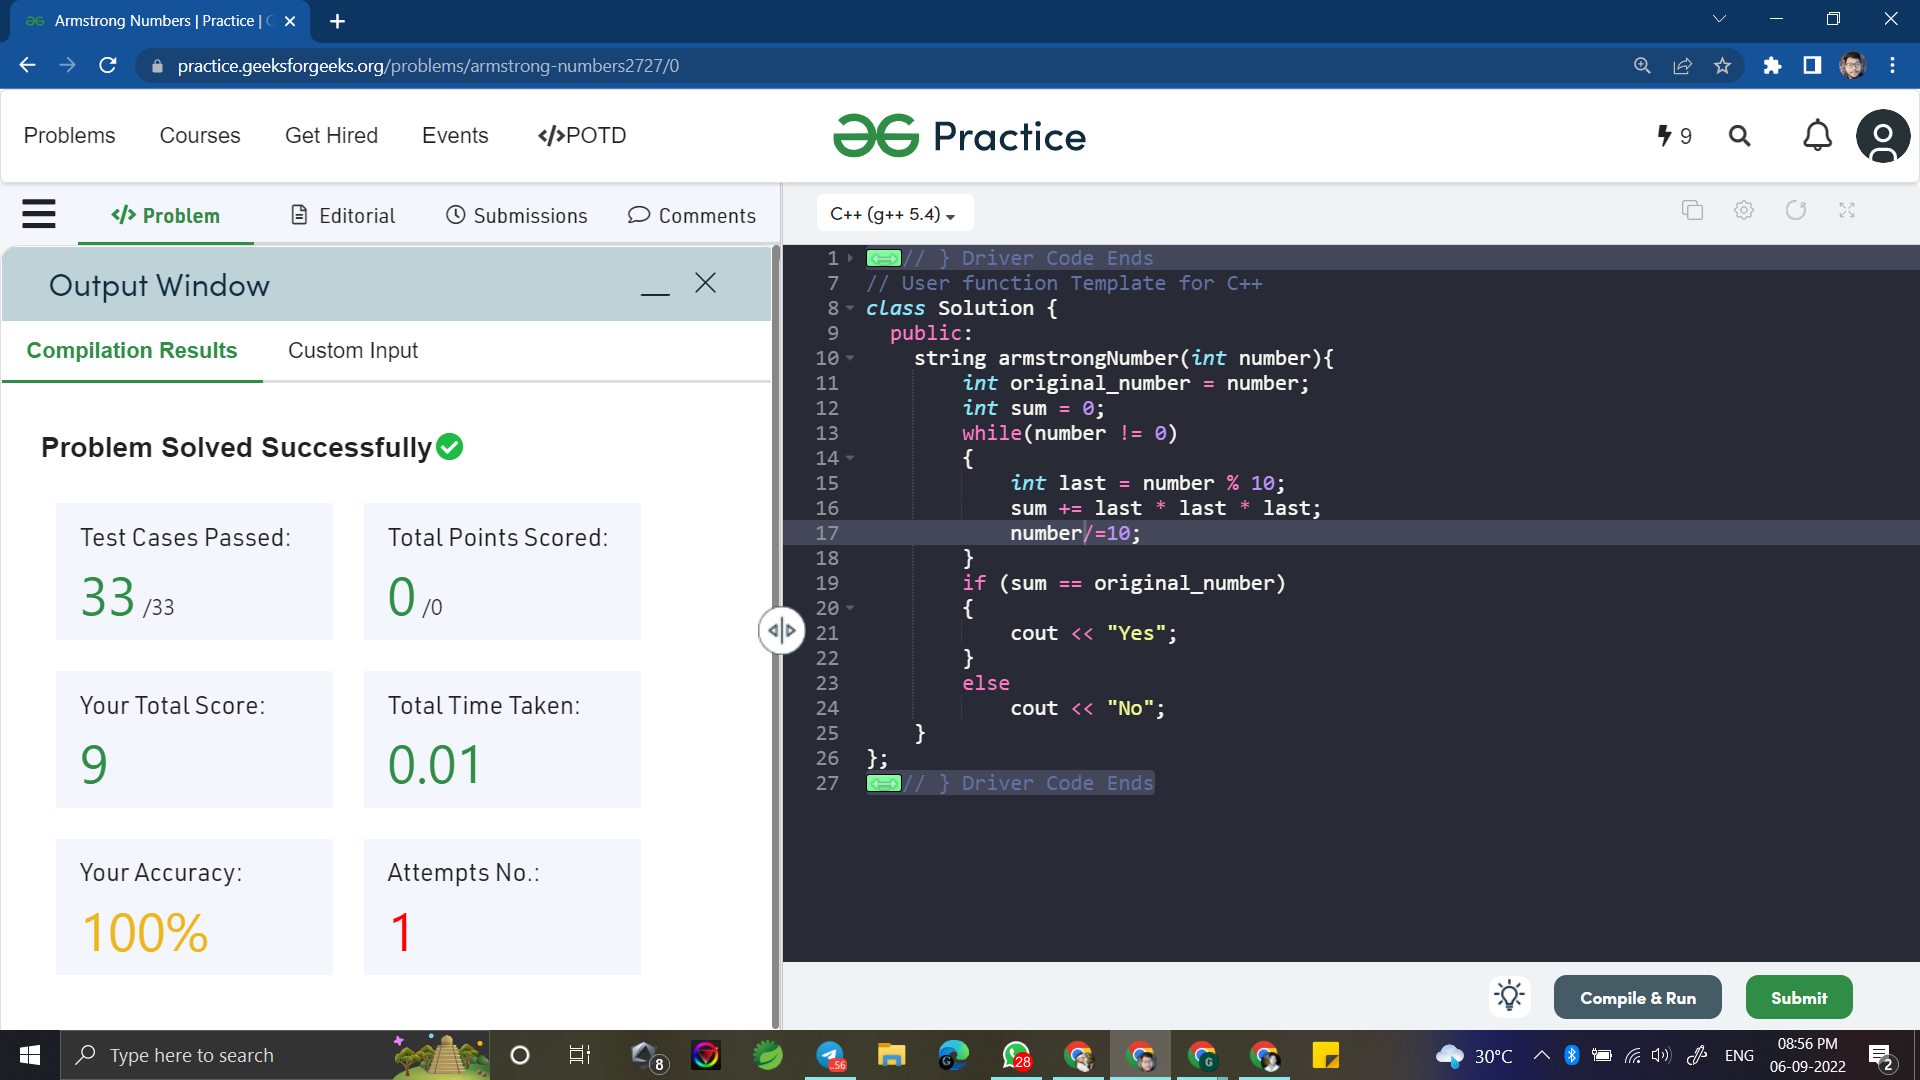 Armstrong Numbers | Practice | G
practice.geeksforgeeks.org/problems/armstrong-numbers2727/0
Problems Courses Get Hired Events </>POTD
Practice
9
</> Problem Editorial Submissions Comments
C++ (g++ 5.4)
Output Window
Compilation Results Custom Input
Problem Solved Successfully
Test Cases Passed: Total Points Scored:
33 /33 0 /0
Your Total Score: Total Time Taken:
9 0.01
Your Accuracy: Attempts No.:
100% 1
1 // } Driver Code Ends
7 // User function Template for C++
8 class Solution {
9 public:
10 string armstrongNumber(int number){
11 int original_number = number;
12 int sum = 0;
13 while(number != 0)
14 {
15 int last = number % 10;
16 sum += last * last * last;
17 number/=10;
18 }
19 if (sum == original_number)
20 {
21 cout << "Yes";
22 }
23 else
24 cout << "No";
25 }
26 };
27 // } Driver Code Ends
Compile & Run Submit
Type here to search
8
.56
28
G
30°C
ENG
08:56 PM
06-09-2022
2